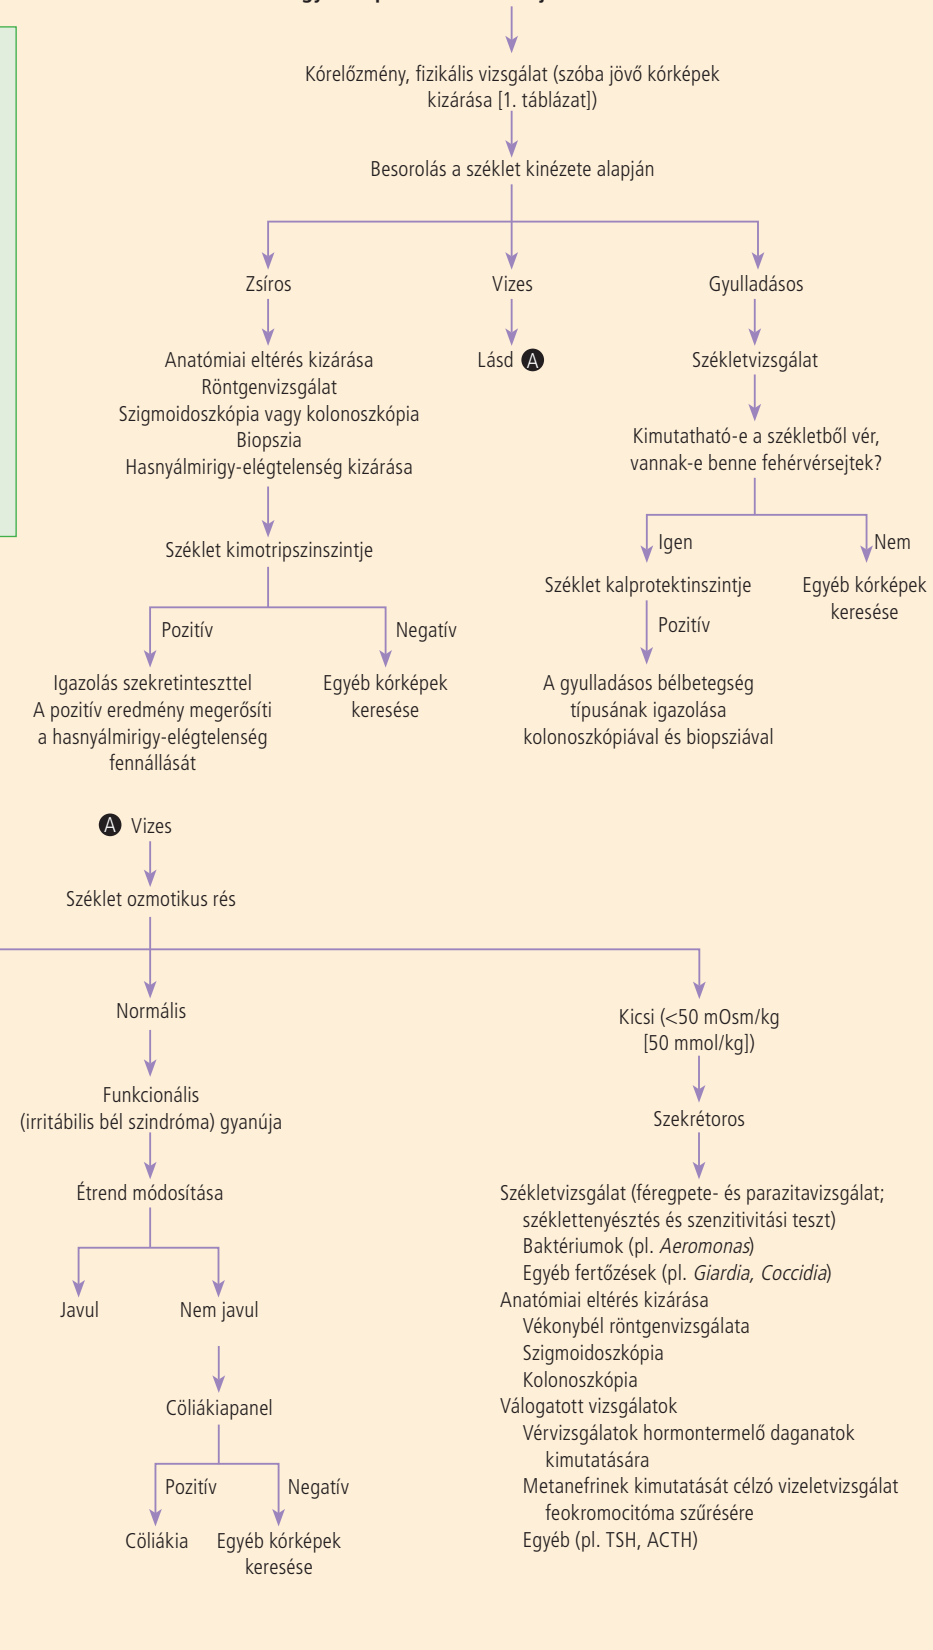 Kórelőzmény, fizikális vizsgálat (szóba jövő kórképek
kizárása [1. táblázat])
Besorolás a széklet kinézete alapján
Zsíros
Vizes
Gyulladásos
Anatómiai eltérés kizárása
Röntgenvizsgálat
Szigmoidoszkópia vagy kolonoszkópia
Biopszia
Hasnyálmirigy-elégtelenség kizárása
Lásd A
Székletvizsgálat
Kimutatható-e a székletből vér,
vannak-e benne fehérvérsejtek?
Széklet kimotripszinszintje
Igen
Nem
Széklet kalprotektinszintje
Egyéb kórképek
keresése
Pozitív
Negatív
Pozitív
Igazolás szekretinteszttel
A pozitív eredmény megerősíti
a hasnyálmirigy-elégtelenség
fennállását
Egyéb kórképek
keresése
A gyulladásos bélbetegség
típusának igazolása
kolonoszkópiával és biopsziával
A Vizes
Széklet ozmotikus rés
Normális
Kicsi (<50 mOsm/kg
[50 mmol/kg])
Funkcionális
(irritábilis bél szindróma) gyanúja
Szekrétoros
Étrend módosítása
Javul
Nem javul
Cöliákiapanel
Pozitív
Negatív
Cöliákia
Egyéb kórképek
keresése
Székletvizsgálat (féregpete- és parazitavizsgálat;
széklettenyésztés és szenzitivitási teszt)
Baktériumok (pl. Aeromonas)
Egyéb fertőzések (pl. Giardia, Coccidia)
Anatómiai eltérés kizárása
Vékonybél röntgenvizsgálata
Szigmoidoszkópia
Kolonoszkópia
Válogatott vizsgálatok
Vérvizsgálatok hormontermelő daganatok
kimutatására
Metanefrinek kimutatását célzó vizeletvizsgálat
feokromocitóma szűrésére
Egyéb (pl. TSH, ACTH)